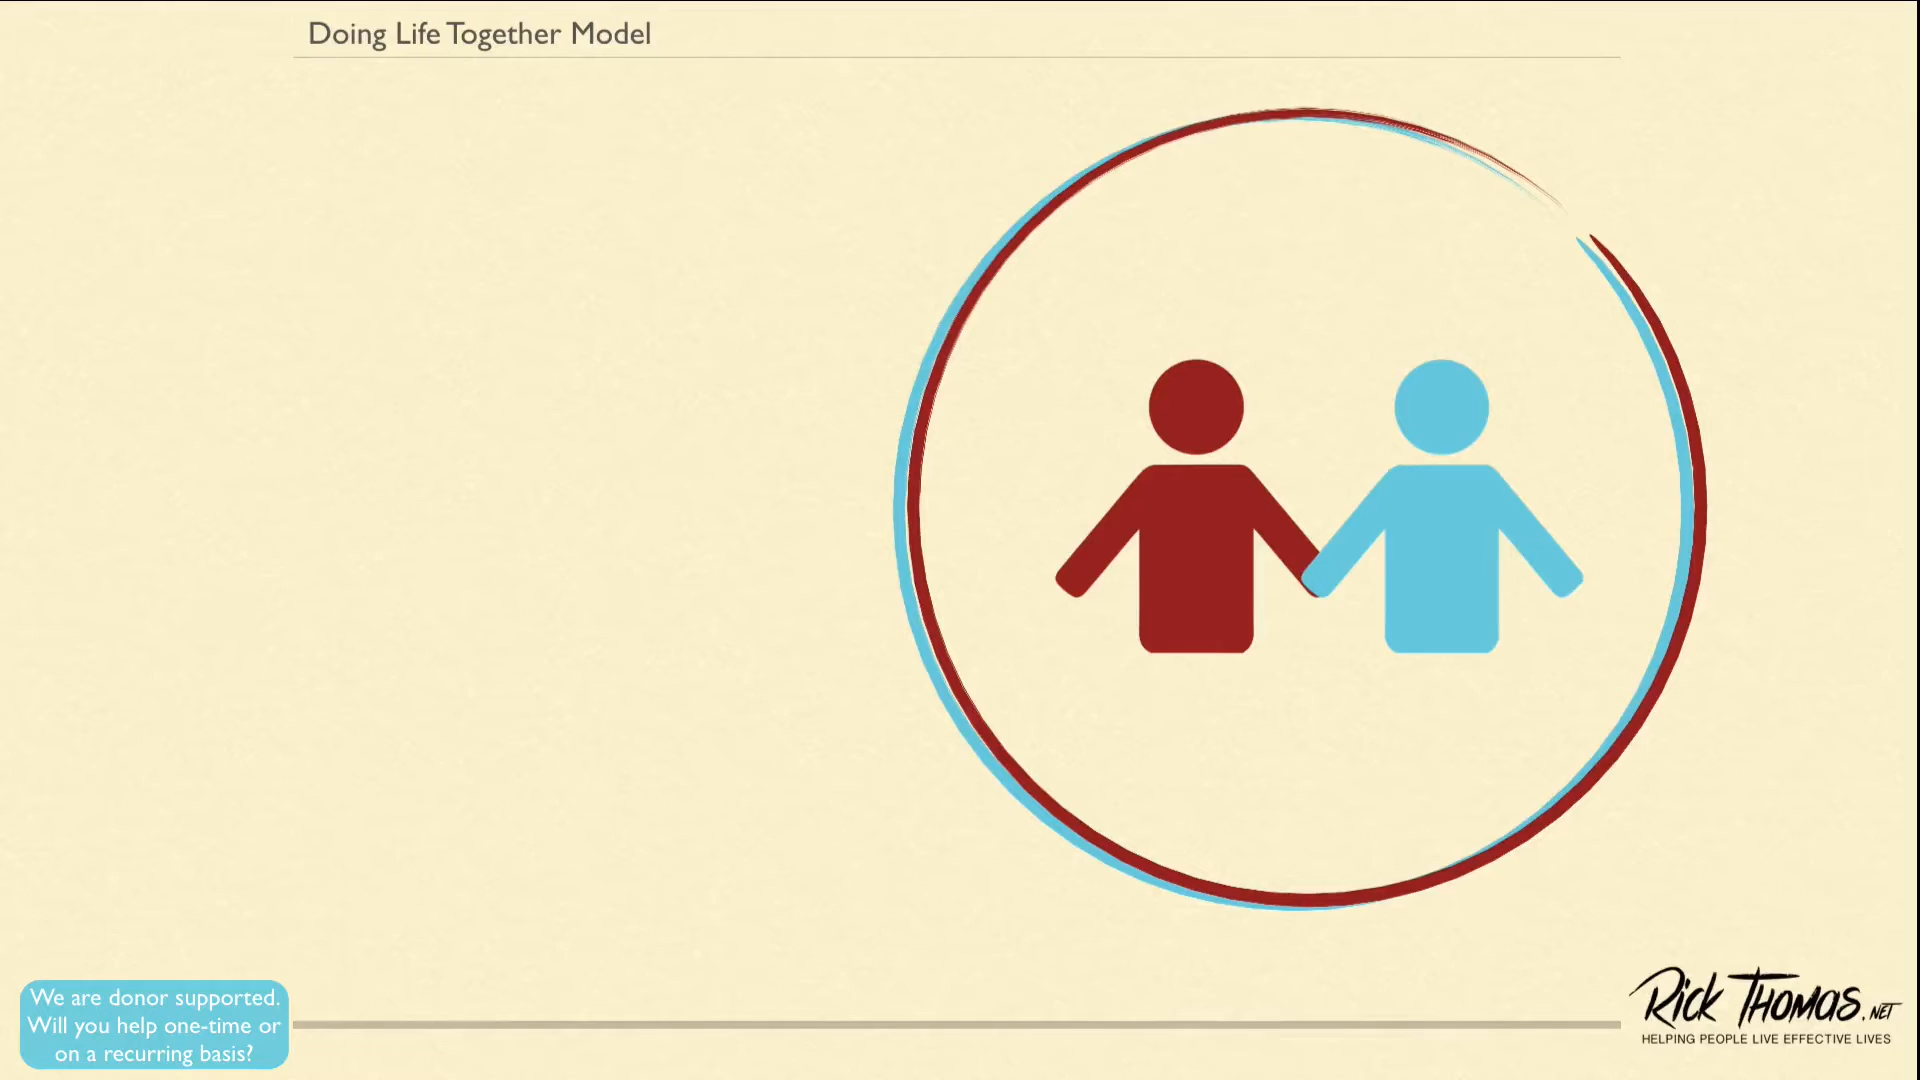 Doing Life Together Model
We are donor supported.
Will you help one-time or
on a recurring basis?
RICK THOMAS.NET
HELPING PEOPLE LIVE EFFECTIVE LIVES